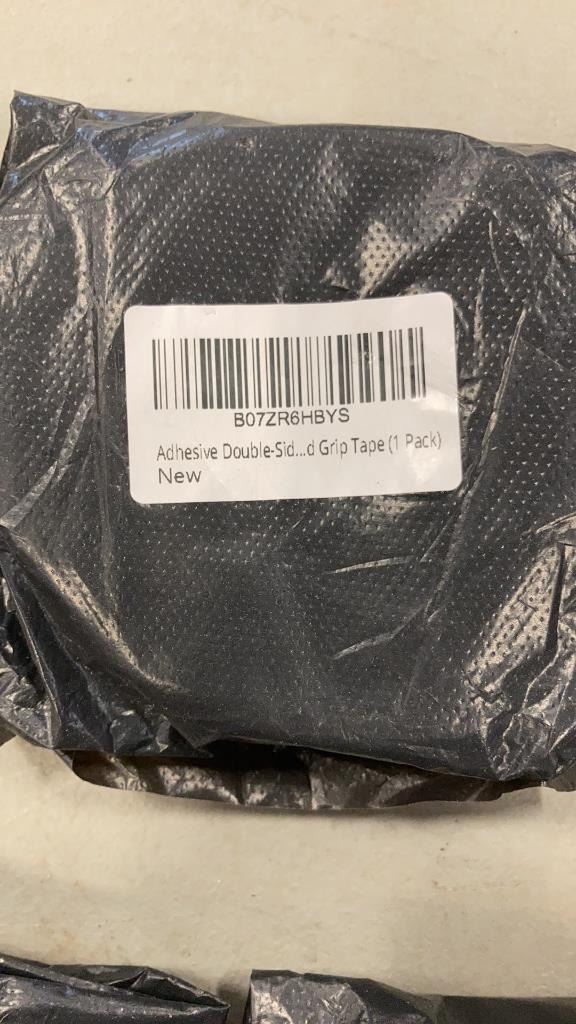 B07ZR6HBYS
Adhesive Double-Sid...d Grip Tape (1 Pack)
New